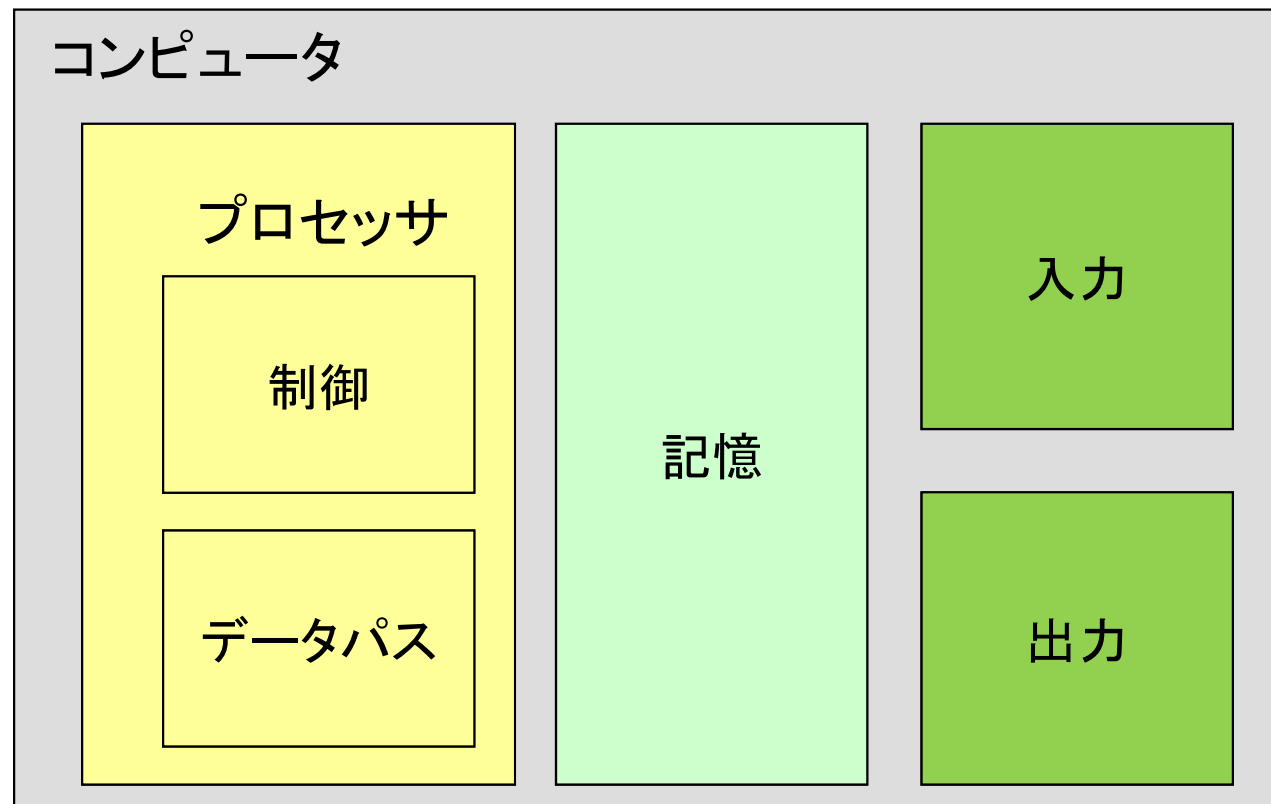 コンピュータ
プロセッサ
制御
データパス
記憶
入力
出力